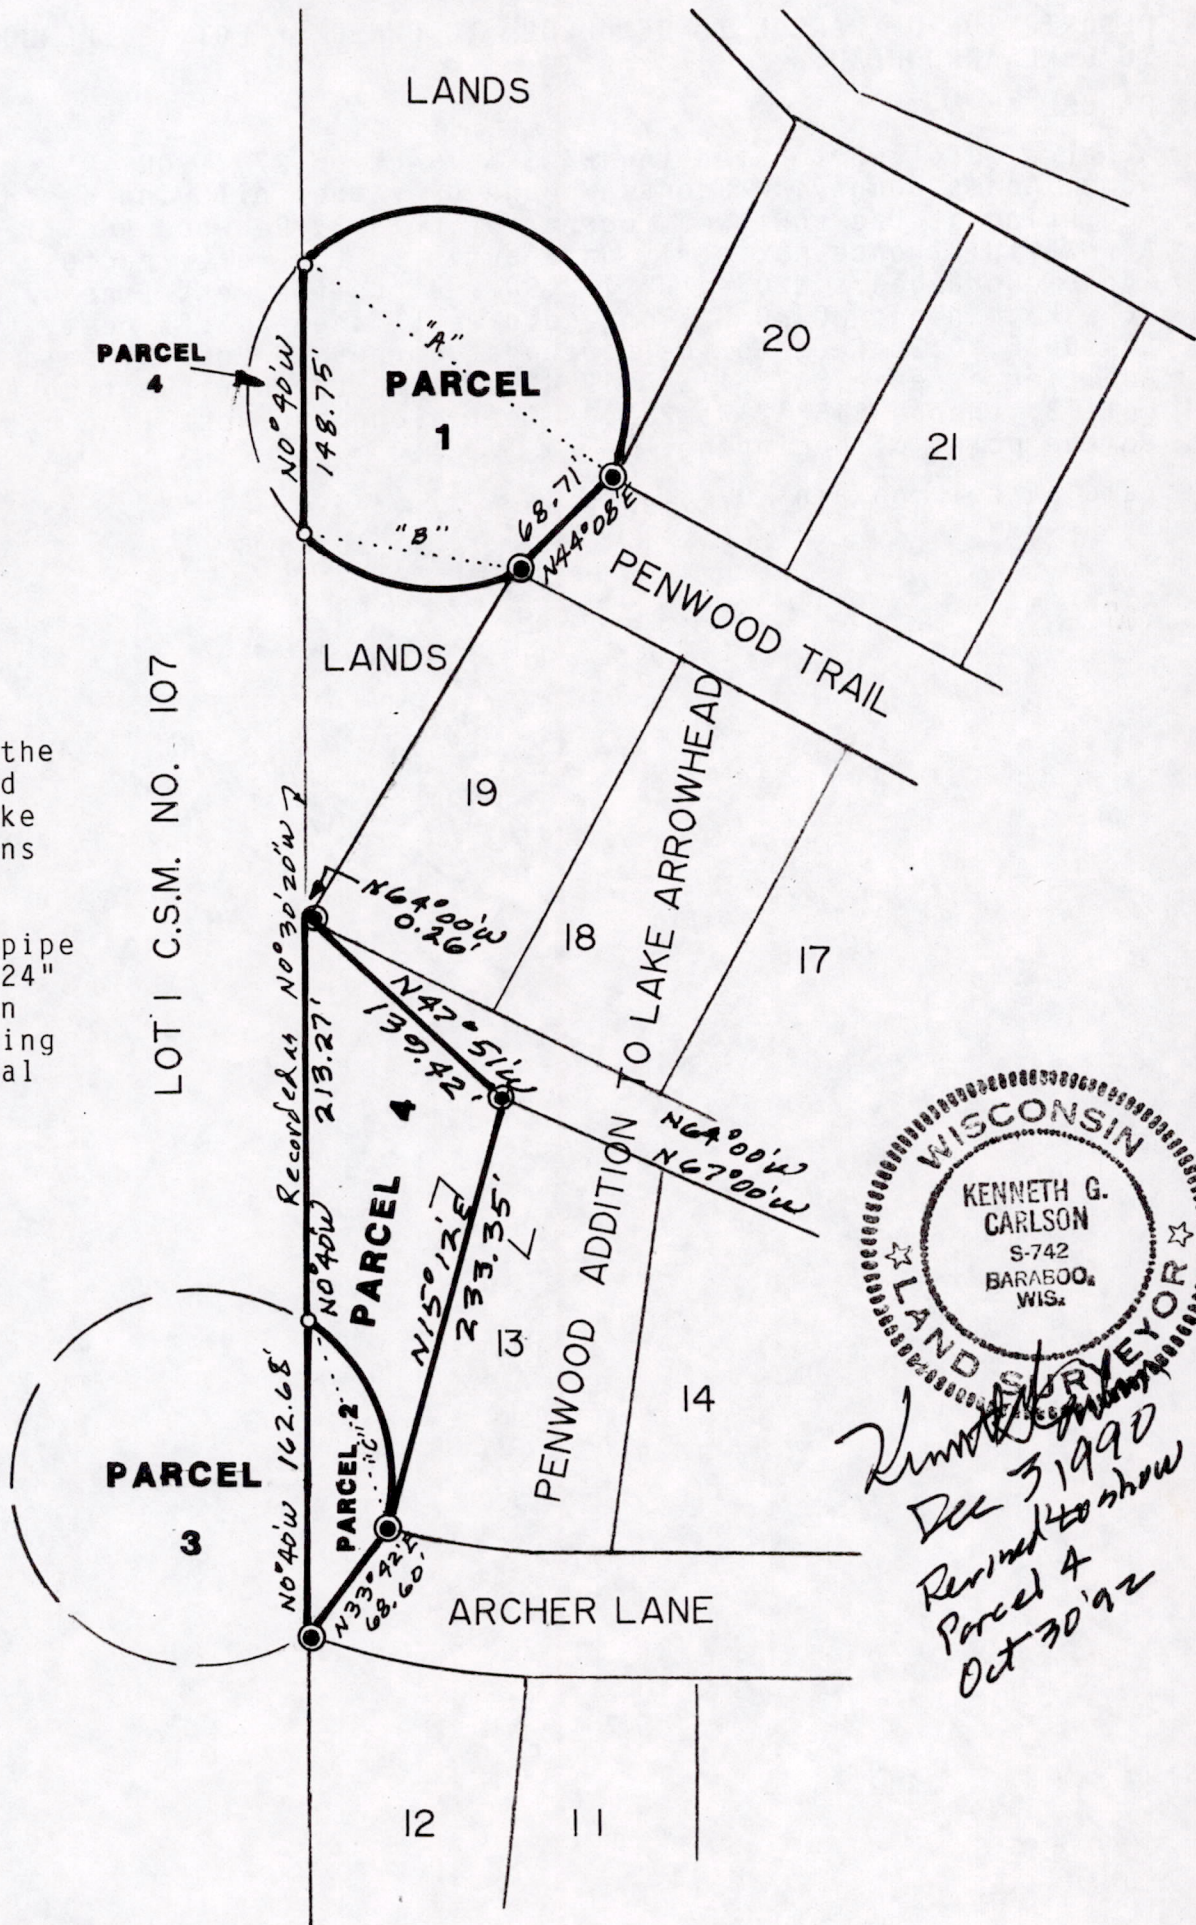 LANDS
PARCEL
4
N0°40'W
148.75'
"A"
PARCEL
1
"B"
68.71'
N44°08'E
20
21
PENWOOD TRAIL
LANDS
LOT 1 C.S.M. NO. 107
the
d
ke
ns
pipe
24"
n
ing
al
19
18
17
N64°00'W
0.26'
Recorded as N0°30'20"W
213.27'
N0°40'W
N47°51'W
139.42'
PARCEL 4
N15°12'E
233.35'
N64°00'W
N67°00'W
PENWOOD ADDITION TO LAKE ARROWHEAD
13
14
N0°40'W 162.68'
PARCEL 2
"C"
PARCEL
3
N33°42'E
68.60'
ARCHER LANE
12
11
WISCONSIN
KENNETH G.
CARLSON
S-742
BARABOO,
WIS.
LAND SURVEYOR
Dec 3, 1990
Revised to show
Parcel 4
Oct 30 '92